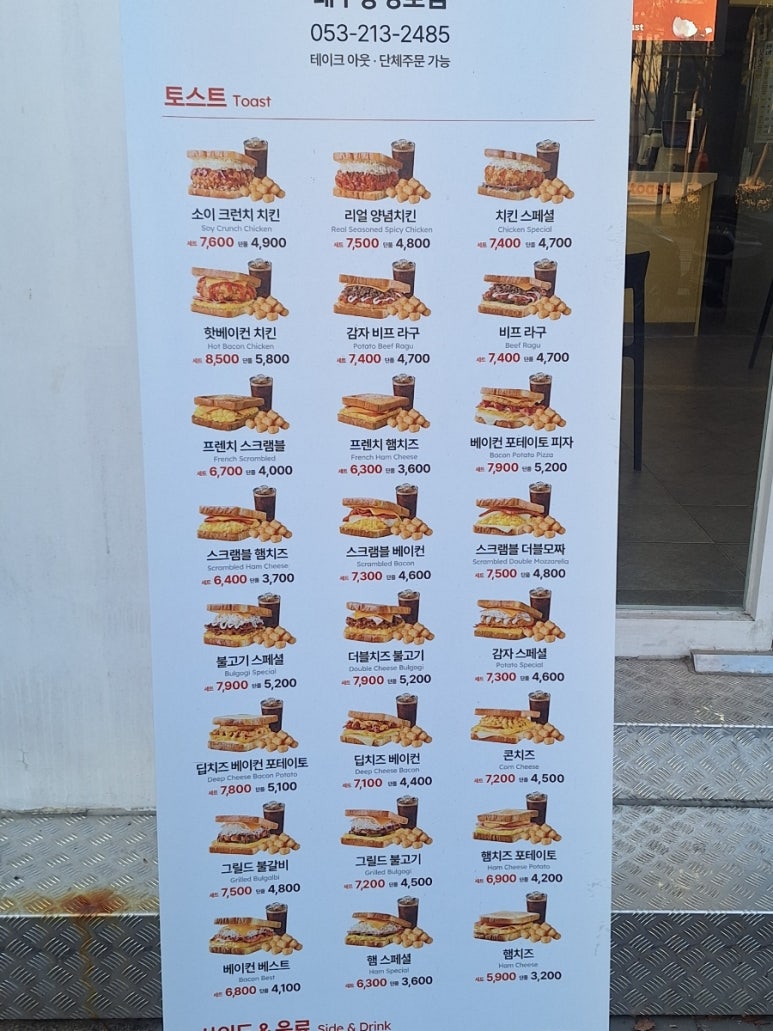 053-213-2485
테이크 아웃 · 단체주문 가능
토스트 Toast
소이 크런치 치킨
Soy Crunch Chicken
세트 7,600 단품 4,900
리얼 양념치킨
Real Seasoned Spicy Chicken
세트 7,500 단품 4,800
치킨 스페셜
Chicken Special
세트 7,400 단품 4,700
핫베이컨 치킨
Hot Bacon Chicken
세트 8,500 단품 5,800
감자 비프 라구
Potato Beef Ragu
세트 7,400 단품 4,700
비프 라구
Beef Ragu
세트 7,400 단품 4,700
프렌치 스크램블
French Scrambled
세트 6,700 단품 4,000
프렌치 햄치즈
French Ham Cheese
세트 6,300 단품 3,600
베이컨 포테이토 피자
Bacon Potato Pizza
세트 7,900 단품 5,200
스크램블 햄치즈
Scrambled Ham Cheese
세트 6,400 단품 3,700
스크램블 베이컨
Scrambled Bacon
세트 7,300 단품 4,600
스크램블 더블모짜
Scrambled Double Mozzarella
세트 7,500 단품 4,800
불고기 스페셜
Bulgogi Special
세트 7,900 단품 5,200
더블치즈 불고기
Double Cheese Bulgogi
세트 7,900 단품 5,200
감자 스페셜
Potato Special
세트 7,300 단품 4,600
딥치즈 베이컨 포테이토
Deep Cheese Bacon Potato
세트 7,800 단품 5,100
딥치즈 베이컨
Deep Cheese Bacon
세트 7,100 단품 4,400
콘치즈
Corn Cheese
세트 7,200 단품 4,500
그릴드 불갈비
Grilled Bulgalbi
세트 7,500 단품 4,800
그릴드 불고기
Grilled Bulgogi
세트 7,200 단품 4,500
햄치즈 포테이토
Ham Cheese Potato
세트 6,900 단품 4,200
베이컨 베스트
Bacon Best
세트 6,800 단품 4,100
햄 스페셜
Ham Special
세트 6,300 단품 3,600
햄치즈
Ham Cheese
세트 5,900 단품 3,200
사이드 & 음료 Side & Drink